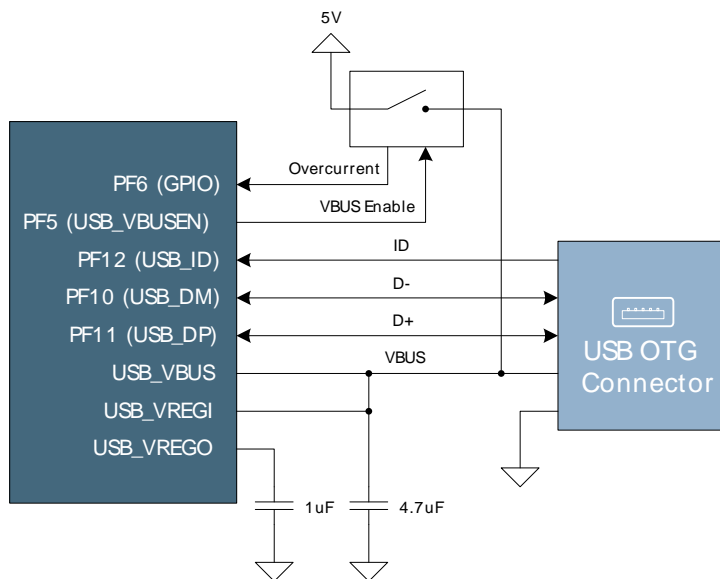 5V
Overcurrent
PF6 (GPIO)
VBUS Enable
PF5 (USB_VBUSEN)
ID
PF12 (USB_ID)
D-
PF10 (USB_DM)
D+
PF11 (USB_DP)
VBUS
USB_VBUS
USB_VREGI
USB_VREGO
USB OTG
Connector
1uF
4.7uF